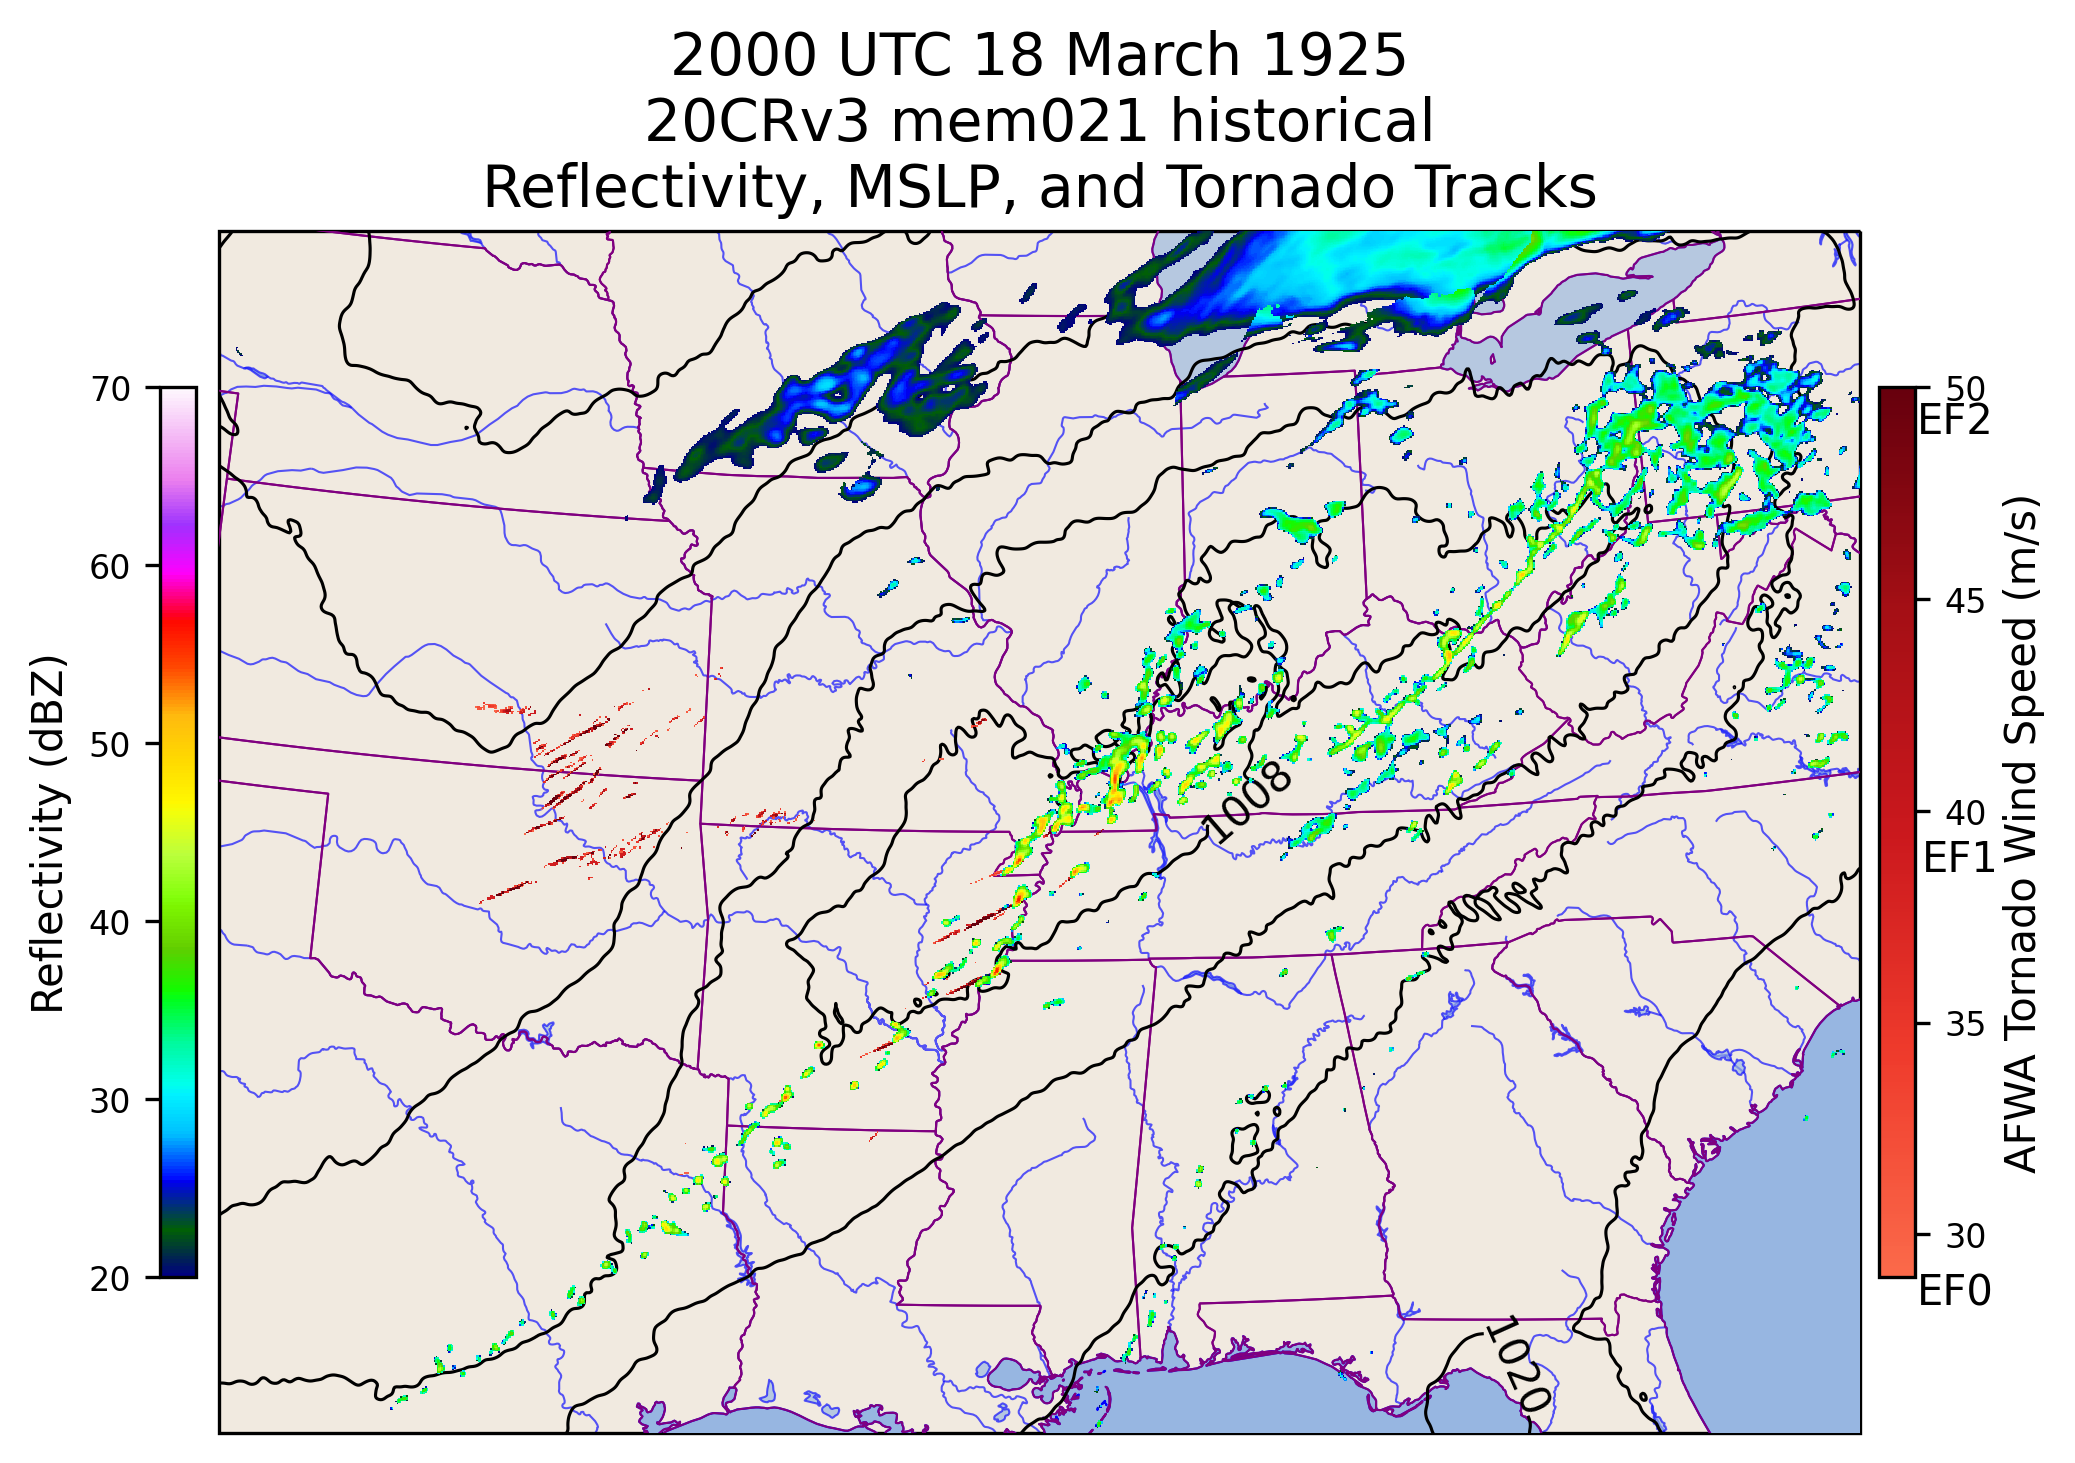 2000 UTC 18 March 1925
20CRv3 mem021 historical
Reflectivity, MSLP, and Tornado Tracks
Reflectivity (dBZ)
70
60
50
40
30
20
1008
1020
50
EF2
45
40
EF1
35
30
EF0
AFWA Tornado Wind Speed (m/s)